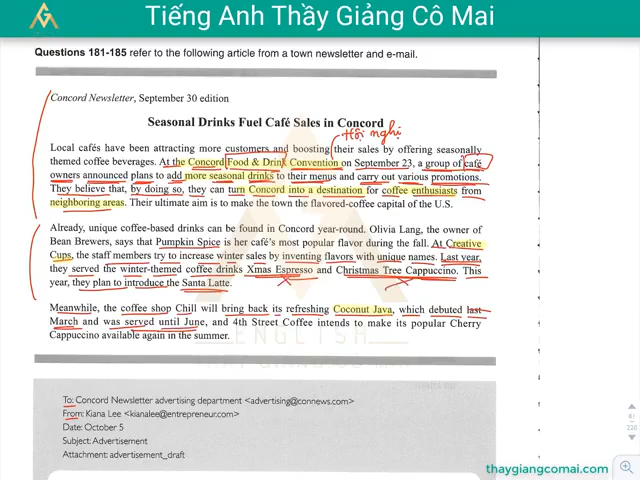 Tiếng Anh Thầy Giảng Cô Mai
Questions 181-185 refer to the following article from a town newsletter and e-mail.
Concord Newsletter, September 30 edition
Seasonal Drinks Fuel Café Sales in Concord
Hội nghị
Local cafés have been attracting more customers and boosting their sales by offering seasonally
themed coffee beverages. At the Concord Food & Drink Convention on September 23, a group of café
owners announced plans to add more seasonal drinks to their menus and carry out various promotions.
They believe that, by doing so, they can turn Concord into a destination for coffee enthusiasts from
neighboring areas. Their ultimate aim is to make the town the flavored-coffee capital of the U.S.
Already, unique coffee-based drinks can be found in Concord year-round. Olivia Lang, the owner of
Bean Brewers, says that Pumpkin Spice is her café's most popular flavor during the fall. At Creative
Cups, the staff members try to increase winter sales by inventing flavors with unique names. Last year,
they served the winter-themed coffee drinks Xmas Espresso and Christmas Tree Cappuccino. This
year, they plan to introduce the Santa Latte.
Meanwhile, the coffee shop Chill will bring back its refreshing Coconut Java, which debuted last
March and was served until June, and 4th Street Coffee intends to make its popular Cherry
Cappuccino available again in the summer.
ENGLISH
To: Concord Newsletter advertising department <advertising@connews.com>
From: Kiana Lee <kianalee@entrepreneur.com>
Date: October 5
Subject: Advertisement
Attachment: advertisement_draft
220
thaygiangcomai.com